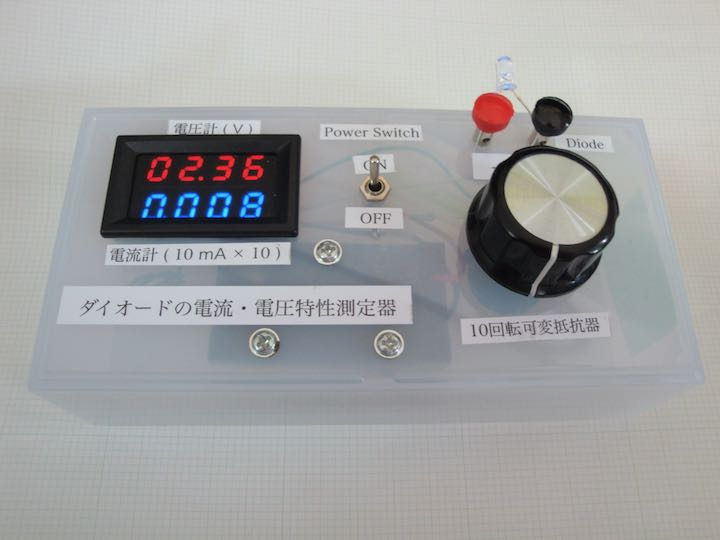 電圧計 ( V )
02.36
0.008
電流計 ( 10 mA × 10 )
Power Switch
ON
OFF
Diode
ダイオードの電流・電圧特性測定器
10回転可変抵抗器